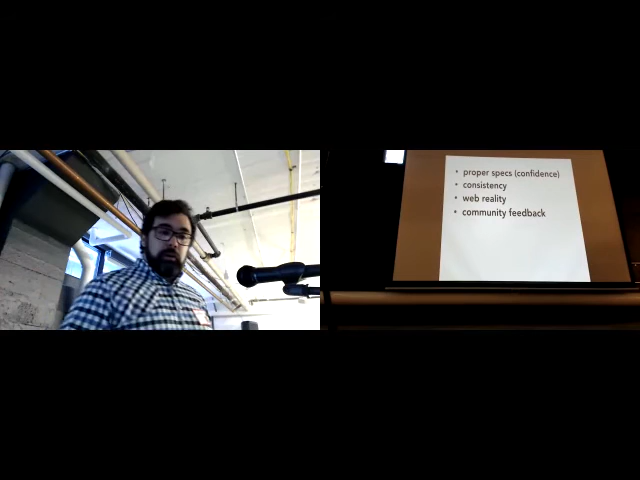 • proper specs (confidence)
• consistency
• web reality
• community feedback